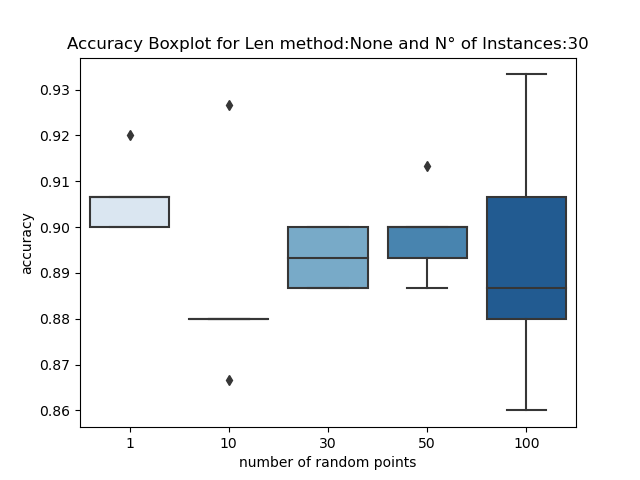 Accuracy Boxplot for Len method:None and N° of Instances:30
0.93
0.92
0.91
0.90
0.89
0.88
0.87
0.86
accuracy
1 10 30 50 100
number of random points